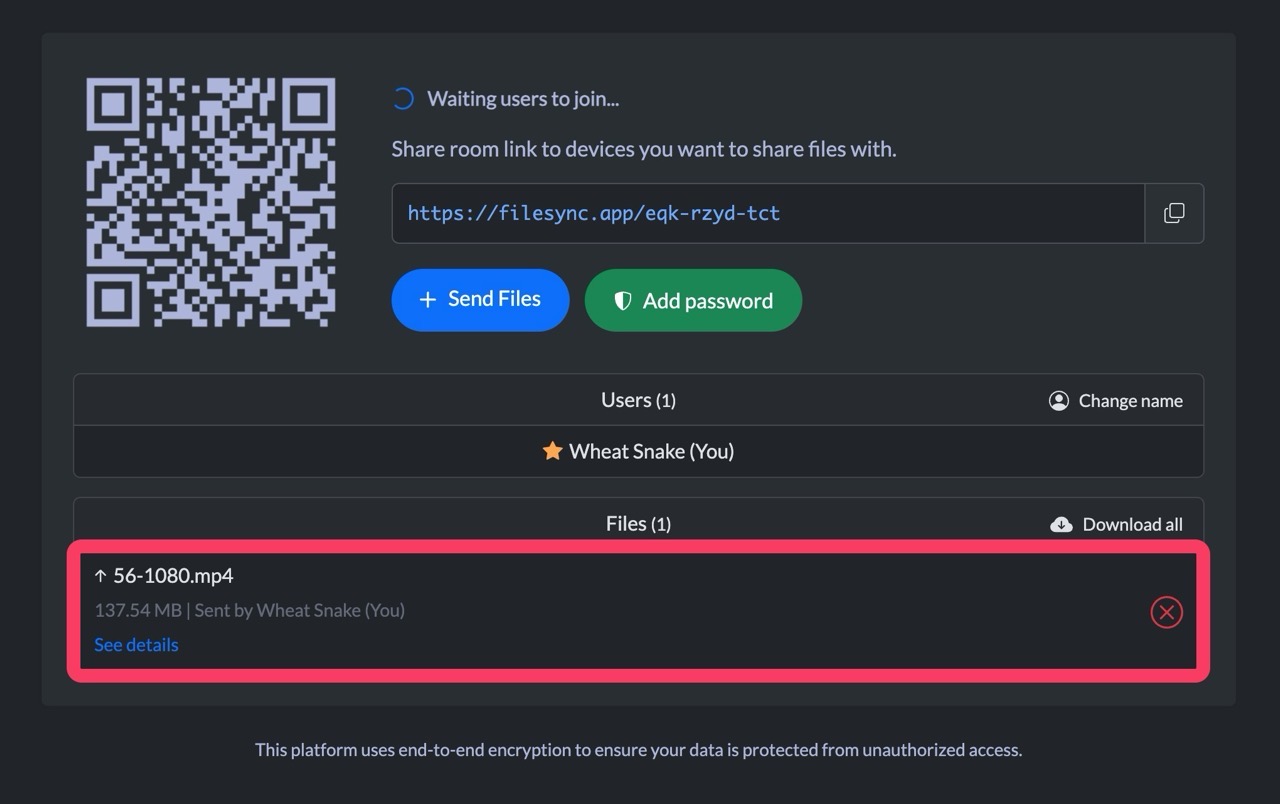 Waiting users to join...
Share room link to devices you want to share files with.
https://filesync.app/eqk-rzyd-tct
Send Files
Add password
Users (1)
Change name
Wheat Snake (You)
Files (1)
Download all
56-1080.mp4
137.54 MB | Sent by Wheat Snake (You)
See details
This platform uses end-to-end encryption to ensure your data is protected from unauthorized access.